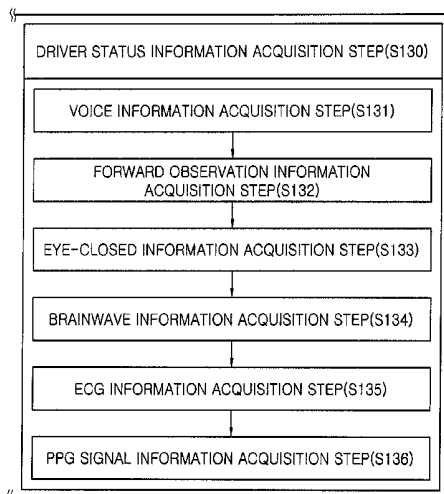 DRIVER STATUS INFORMATION ACQUISITION STEP(S130)
VOICE INFORMATION ACQUISITION STEP(S131)
FORWARD OBSERVATION INFORMATION
ACQUISITION STEP(S132)
EYE-CLOSED INFORMATION ACQUISITION STEP(S133)
BRAINWAVE INFORMATION ACQUISITION STEP(S134)
ECG INFORMATION ACQUISITION STEP(S135)
PPG SIGNAL INFORMATION ACQUISITION STEP(S136)